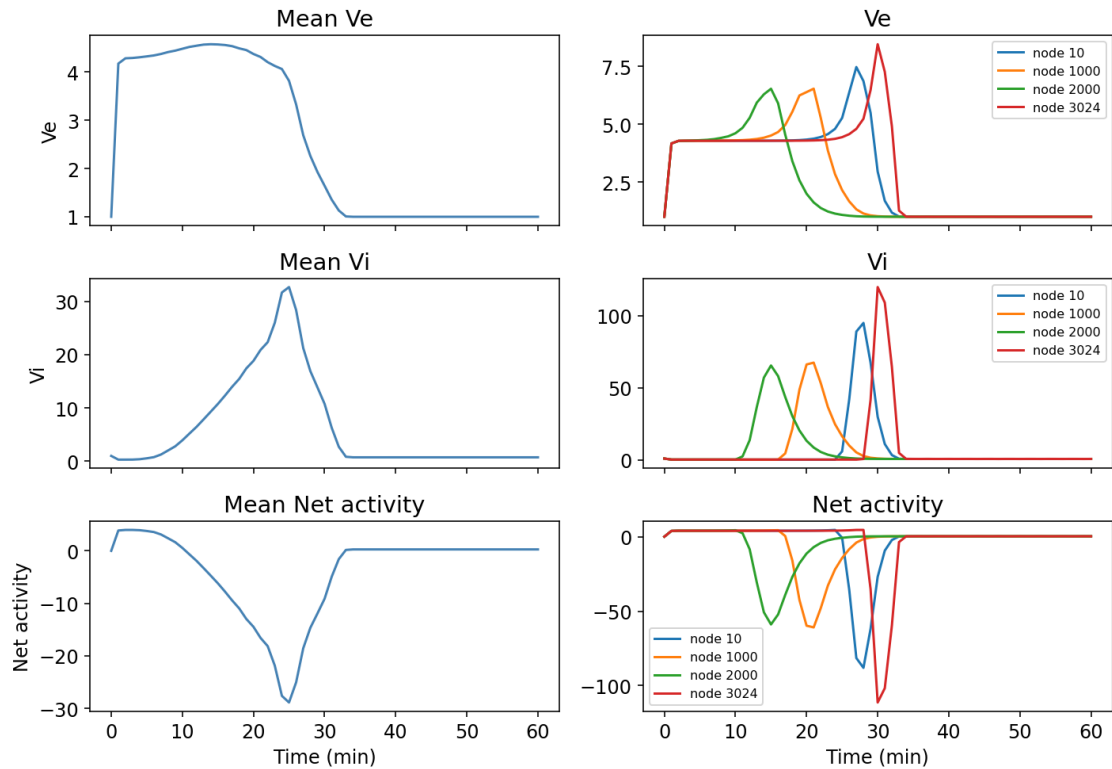 Mean Ve
Ve
4
3
2
1
Ve
7.5
5.0
2.5
node 10
node 1000
node 2000
node 3024
Mean Vi
Vi
30
20
10
0
Vi
100
50
0
node 10
node 1000
node 2000
node 3024
Mean Net activity
Net activity
0
−10
−20
−30
0 10 20 30 40 50 60
Time (min)
Net activity
0
−50
−100
node 10
node 1000
node 2000
node 3024
0 10 20 30 40 50 60
Time (min)